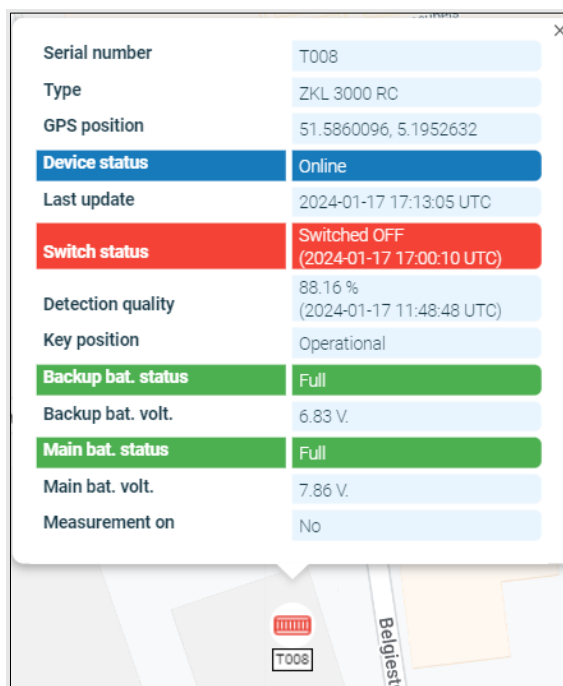 Serial number T008
Type ZKL 3000 RC
GPS position 51.5860096, 5.1952632
Device status Online
Last update 2024-01-17 17:13:05 UTC
Switch status Switched OFF
(2024-01-17 17:00:10 UTC)
Detection quality 88.16 %
(2024-01-17 11:48:48 UTC)
Key position Operational
Backup bat. status Full
Backup bat. volt. 6.83 V.
Main bat. status Full
Main bat. volt. 7.86 V.
Measurement on No
T008